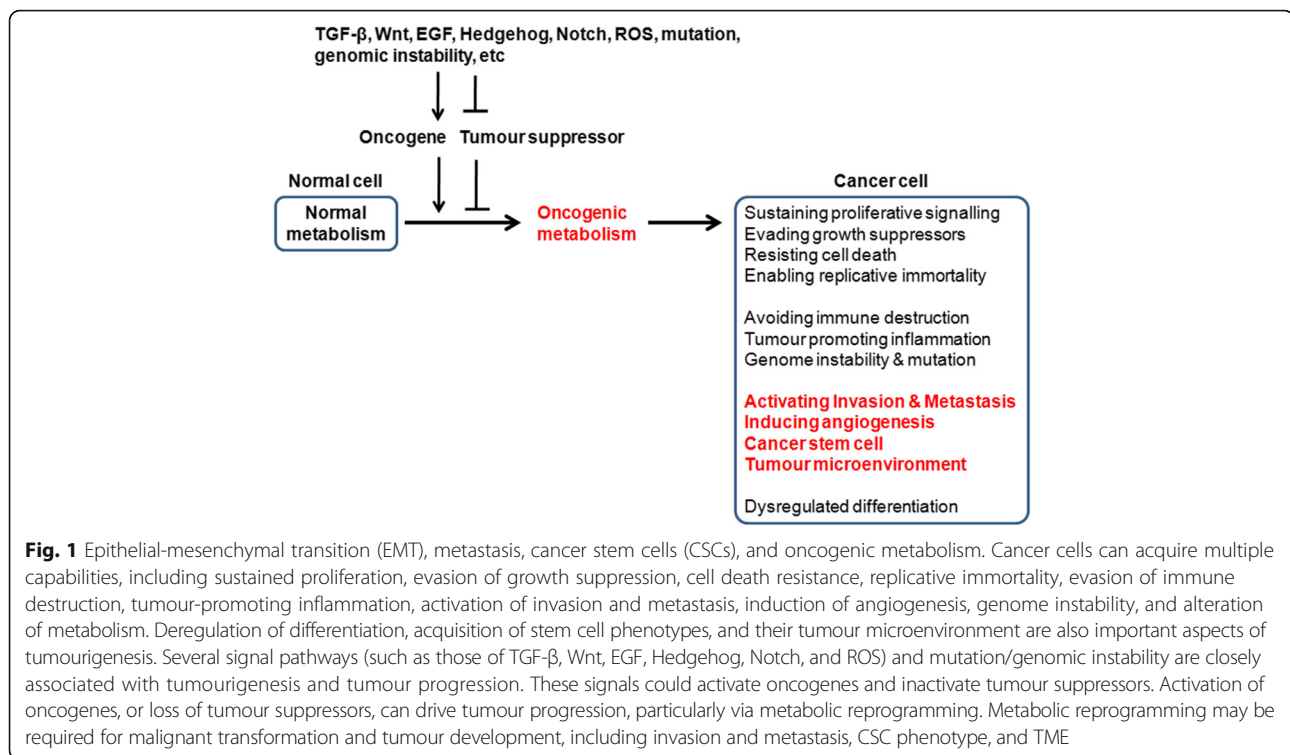 TGF-β, Wnt, EGF, Hedgehog, Notch, ROS, mutation,
genomic instability, etc
Oncogene Tumour suppressor
Normal cell
Normal
metabolism
Oncogenic
metabolism
Cancer cell
Sustaining proliferative signalling
Evading growth suppressors
Resisting cell death
Enabling replicative immortality
Avoiding immune destruction
Tumour promoting inflammation
Genome instability & mutation
Activating Invasion & Metastasis
Inducing angiogenesis
Cancer stem cell
Tumour microenvironment
Dysregulated differentiation
Fig. 1 Epithelial-mesenchymal transition (EMT), metastasis, cancer stem cells (CSCs), and oncogenic metabolism. Cancer cells can acquire multiple
capabilities, including sustained proliferation, evasion of growth suppression, cell death resistance, replicative immortality, evasion of immune
destruction, tumour-promoting inflammation, activation of invasion and metastasis, induction of angiogenesis, genome instability, and alteration
of metabolism. Deregulation of differentiation, acquisition of stem cell phenotypes, and their tumour microenvironment are also important aspects of
tumourigenesis. Several signal pathways (such as those of TGF-β, Wnt, EGF, Hedgehog, Notch, and ROS) and mutation/genomic instability are closely
associated with tumourigenesis and tumour progression. These signals could activate oncogenes and inactivate tumour suppressors. Activation of
oncogenes, or loss of tumour suppressors, can drive tumour progression, particularly via metabolic reprogramming. Metabolic reprogramming may be
required for malignant transformation and tumour development, including invasion and metastasis, CSC phenotype, and TME